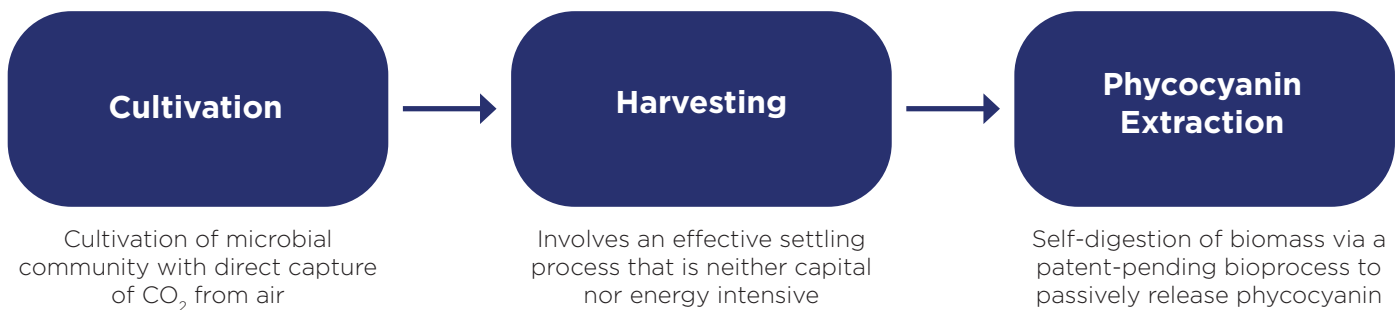 Cultivation
Harvesting
Phycocyanin
Extraction
Cultivation of microbial
community with direct capture
of CO₂ from air
Involves an effective settling
process that is neither capital
nor energy intensive
Self-digestion of biomass via a
patent-pending bioprocess to
passively release phycocyanin